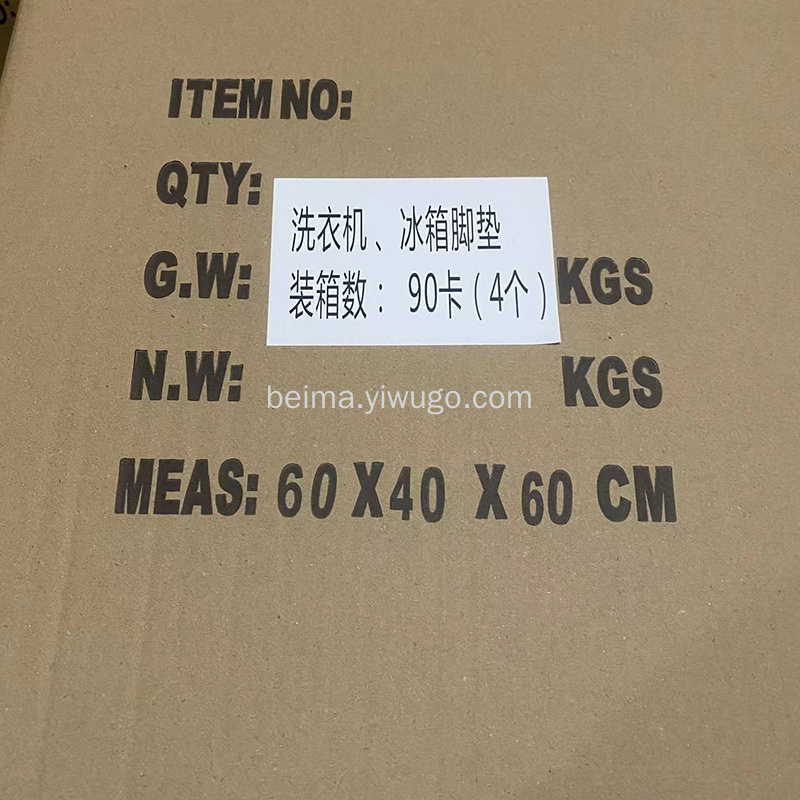 ITEM NO:
QTY:
洗衣机、冰箱脚垫
G.W: KGS
装箱数：90卡（4个）
N.W: KGS
beima.yiwugo.com
MEAS: 60 X 40 X 60 CM